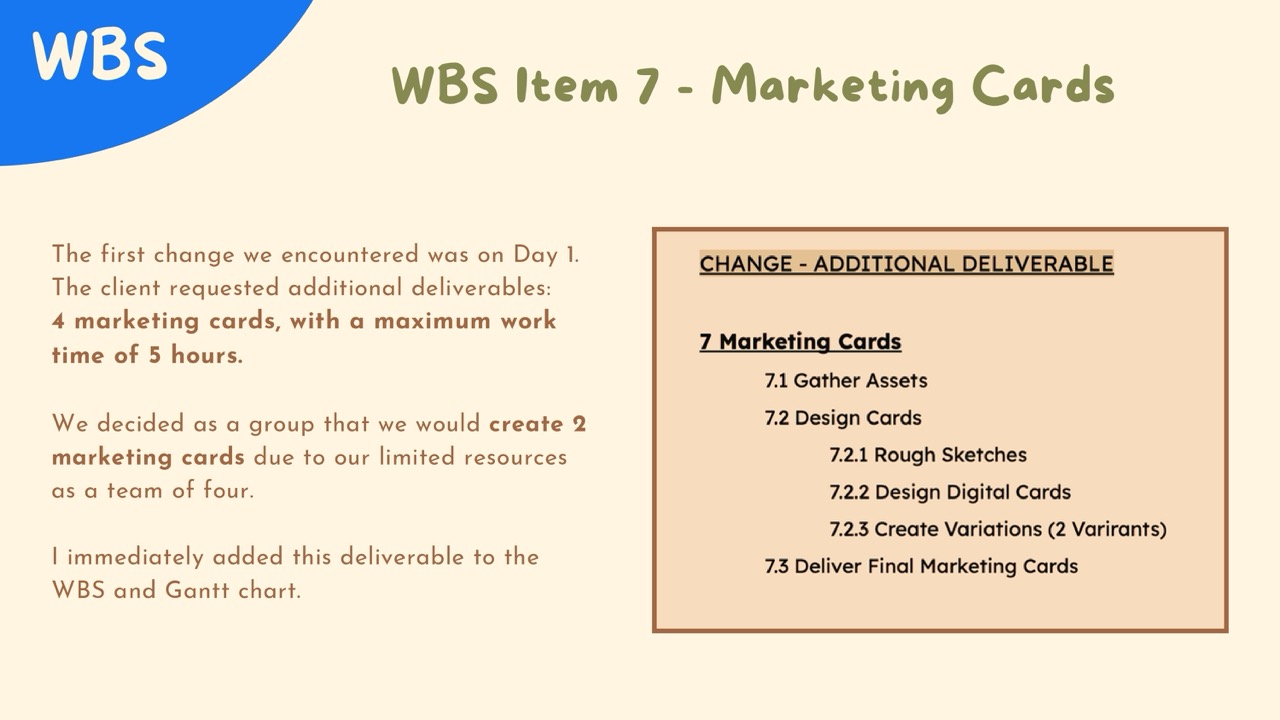 WBS
WBS Item 7 - Marketing Cards
The first change we encountered was on Day 1.
The client requested additional deliverables:
4 marketing cards, with a maximum work
time of 5 hours.
We decided as a group that we would create 2
marketing cards due to our limited resources
as a team of four.
I immediately added this deliverable to the
WBS and Gantt chart.
CHANGE - ADDITIONAL DELIVERABLE
7 Marketing Cards
7.1 Gather Assets
7.2 Design Cards
7.2.1 Rough Sketches
7.2.2 Design Digital Cards
7.2.3 Create Variations (2 Varirants)
7.3 Deliver Final Marketing Cards